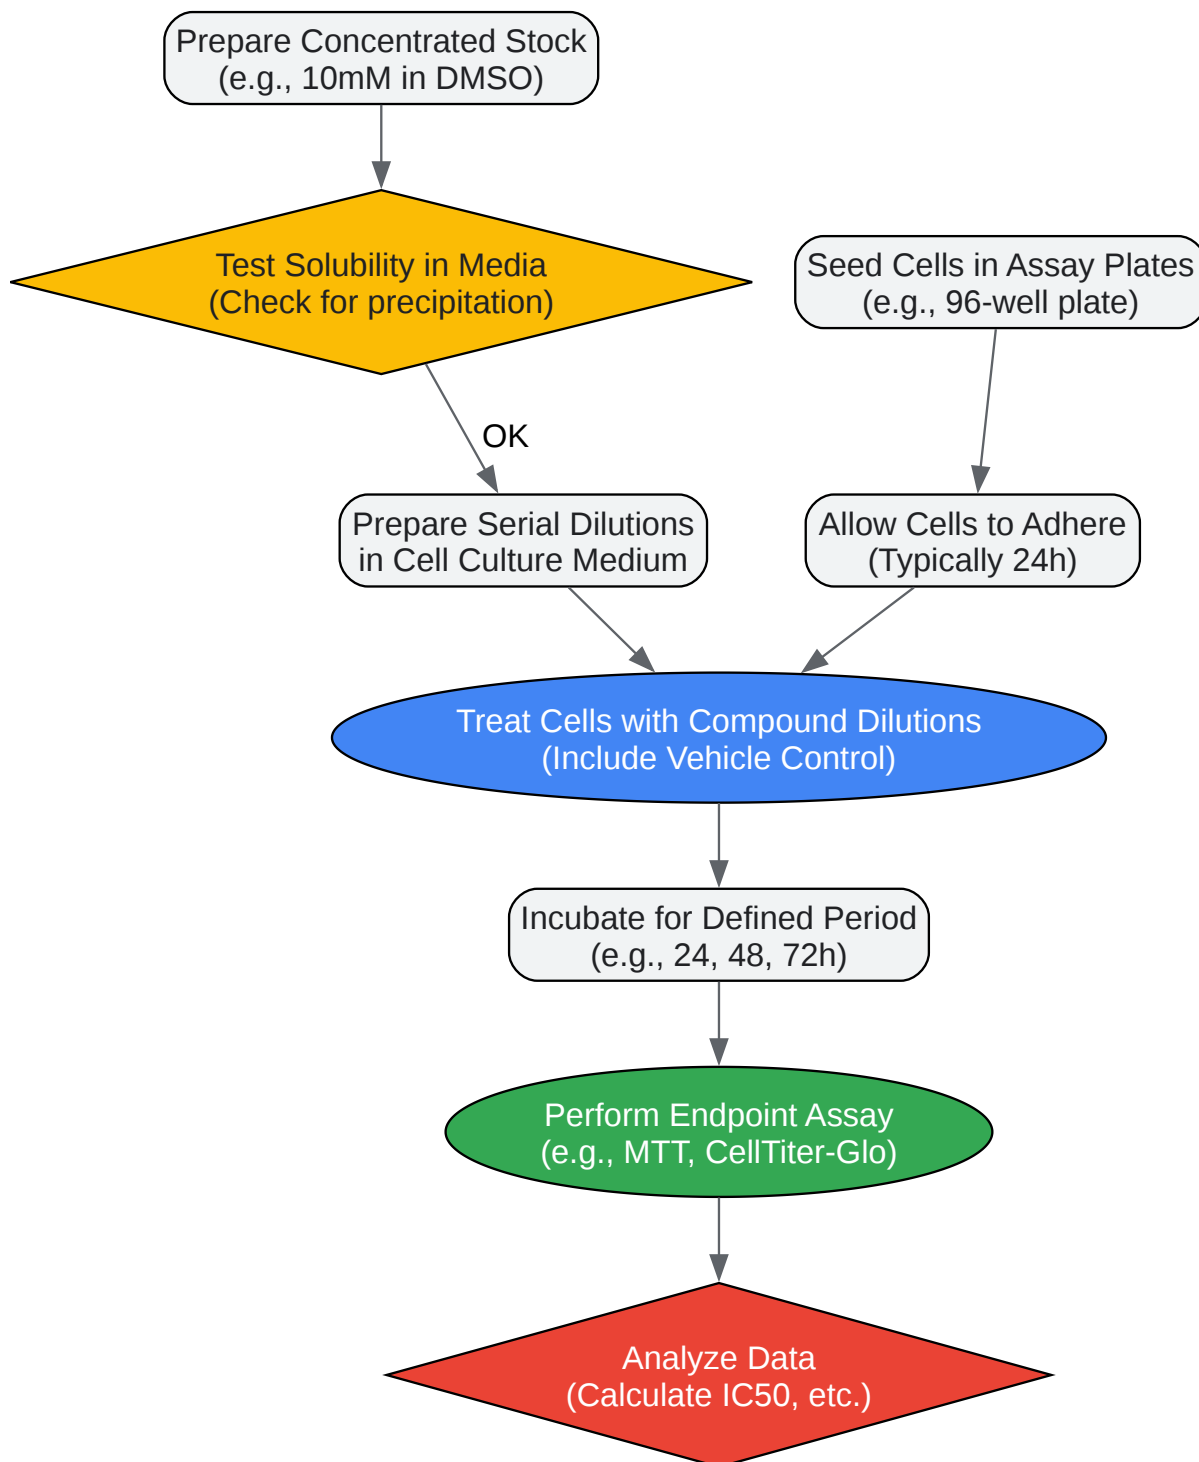 Prepare Concentrated Stock
(e.g., 10mM in DMSO)
Test Solubility in Media
(Check for precipitation)
Seed Cells in Assay Plates
(e.g., 96-well plate)
OK
Prepare Serial Dilutions
in Cell Culture Medium
Allow Cells to Adhere
(Typically 24h)
Treat Cells with Compound Dilutions
(Include Vehicle Control)
Incubate for Defined Period
(e.g., 24, 48, 72h)
Perform Endpoint Assay
(e.g., MTT, CellTiter-Glo)
Analyze Data
(Calculate IC50, etc.)